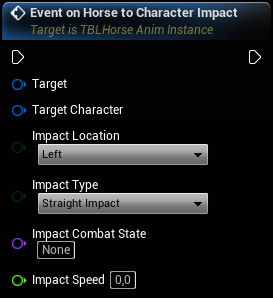 Event on Horse to Character Impact
Target is TBLHorse Anim Instance
Target
Target Character
Impact Location
Left
Impact Type
Straight Impact
Impact Combat State
None
Impact Speed 0,0